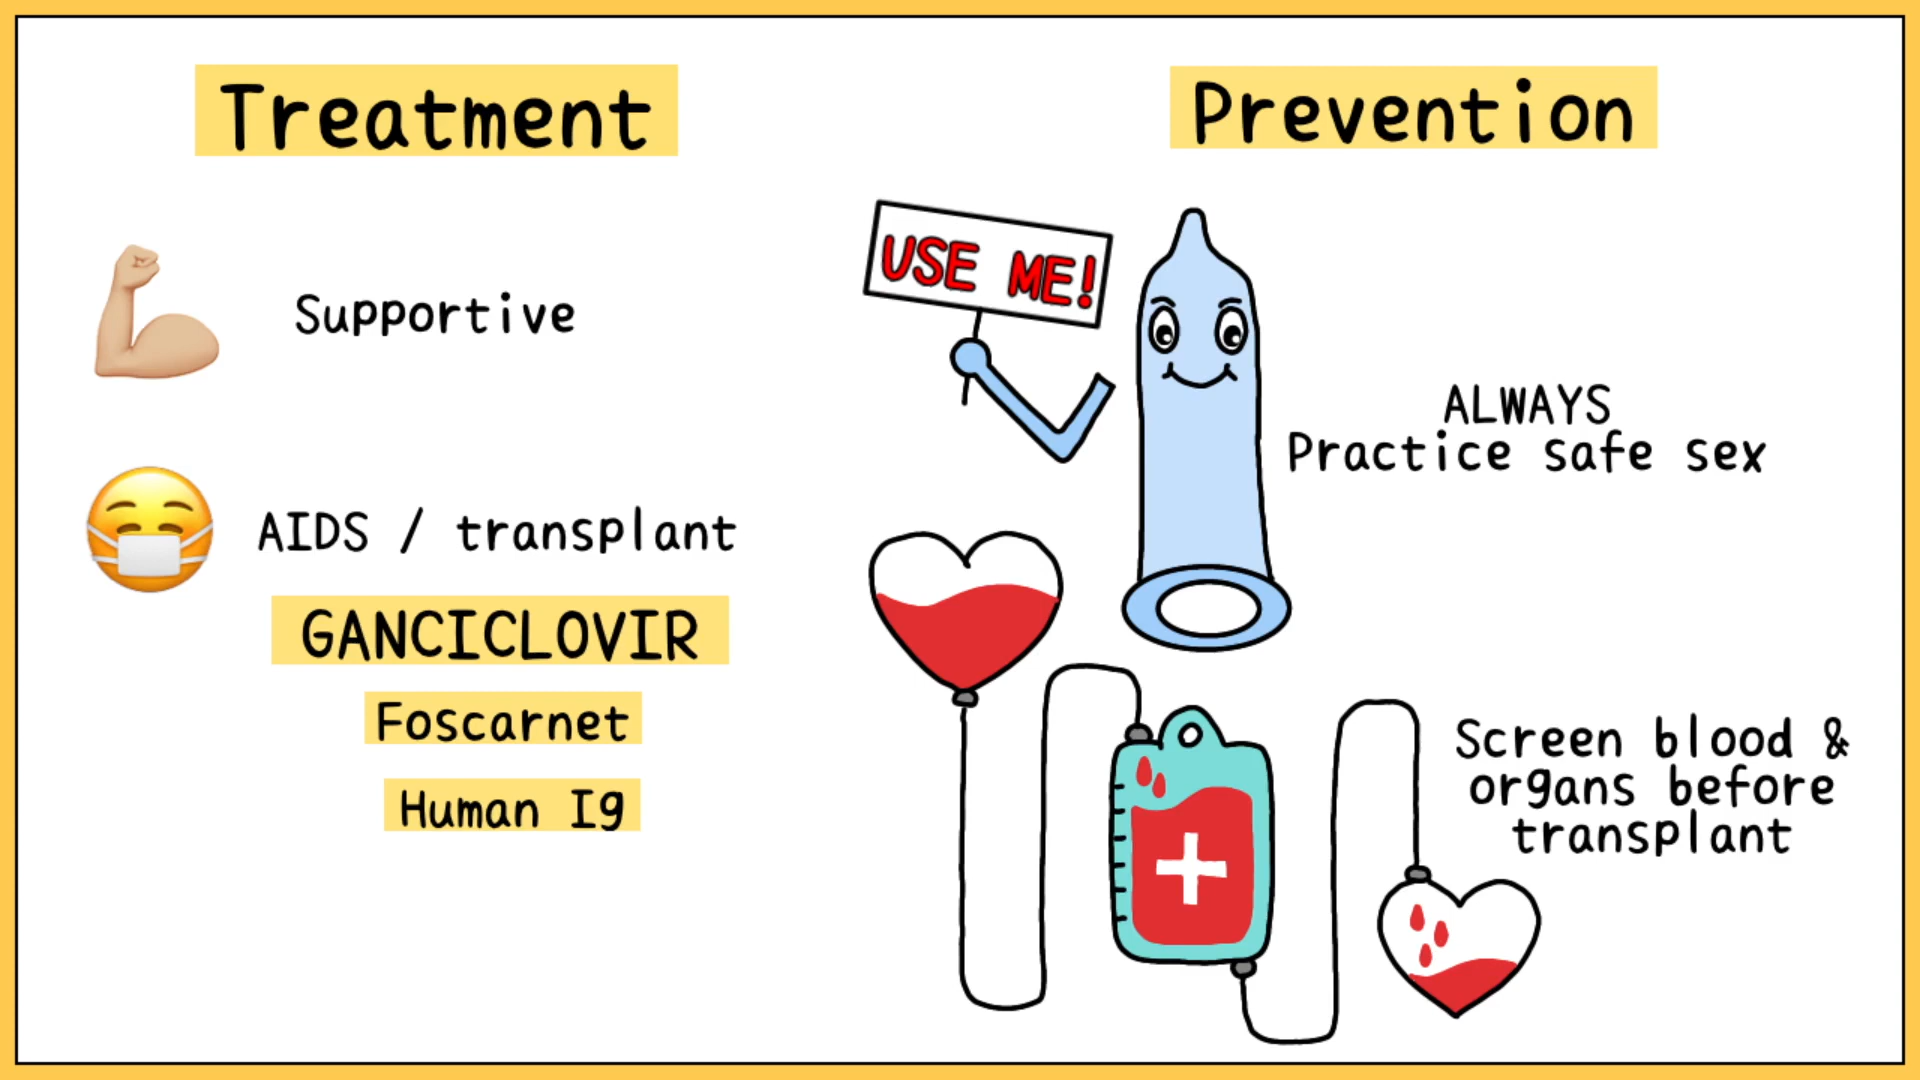 Treatment
Supportive
AIDS / transplant
GANCICLOVIR
Foscarnet
Human Ig
Prevention
USE ME!
ALWAYS
Practice safe sex
Screen blood &
organs before
transplant